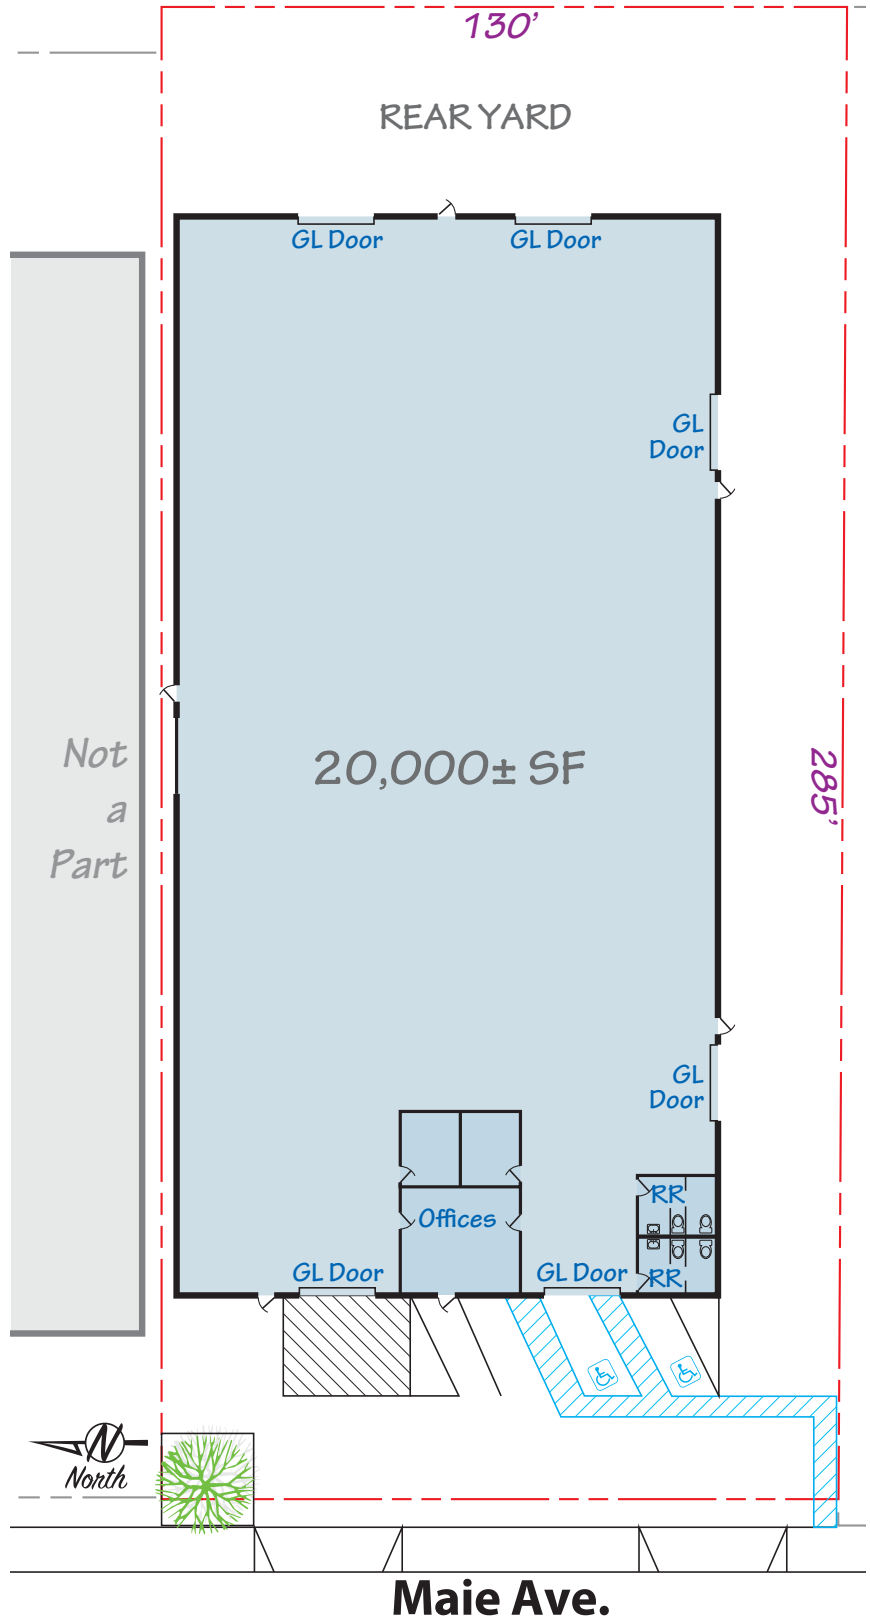 130'
REAR YARD
GL Door
GL Door
GL
Door
Not
a
Part
20,000± SF
285'
GL
Door
RR
Offices
GL Door
GL Door
RR
N
North
Maie Ave.